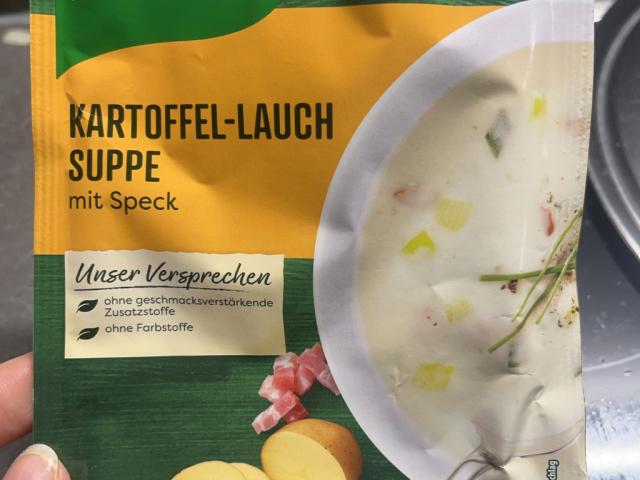 KARTOFFEL-LAUCH
SUPPE
mit Speck
Unser Versprechen
ohne geschmacksverstärkende
Zusatzstoffe
ohne Farbstoffe